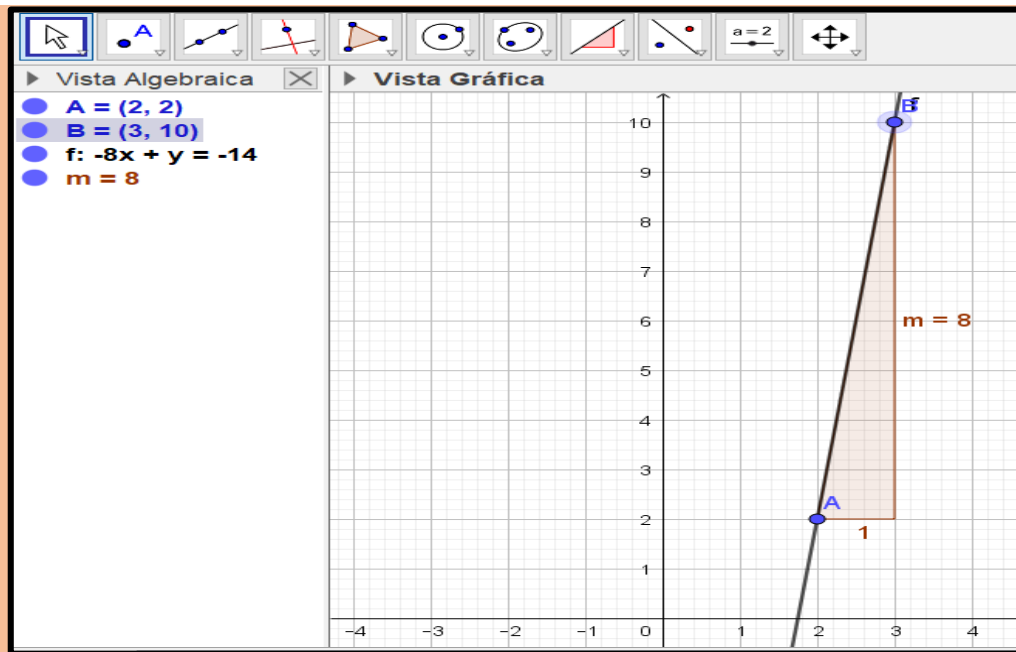 A
a=2
Vista Algebraica
Vista Gráfica
A = (2, 2)
B = (3, 10)
f: -8x + y = -14
m = 8
B f
10
9
8
7
m = 8
6
5
4
3
A
2
1
1
-4 -3 -2 -1 0 1 2 3 4